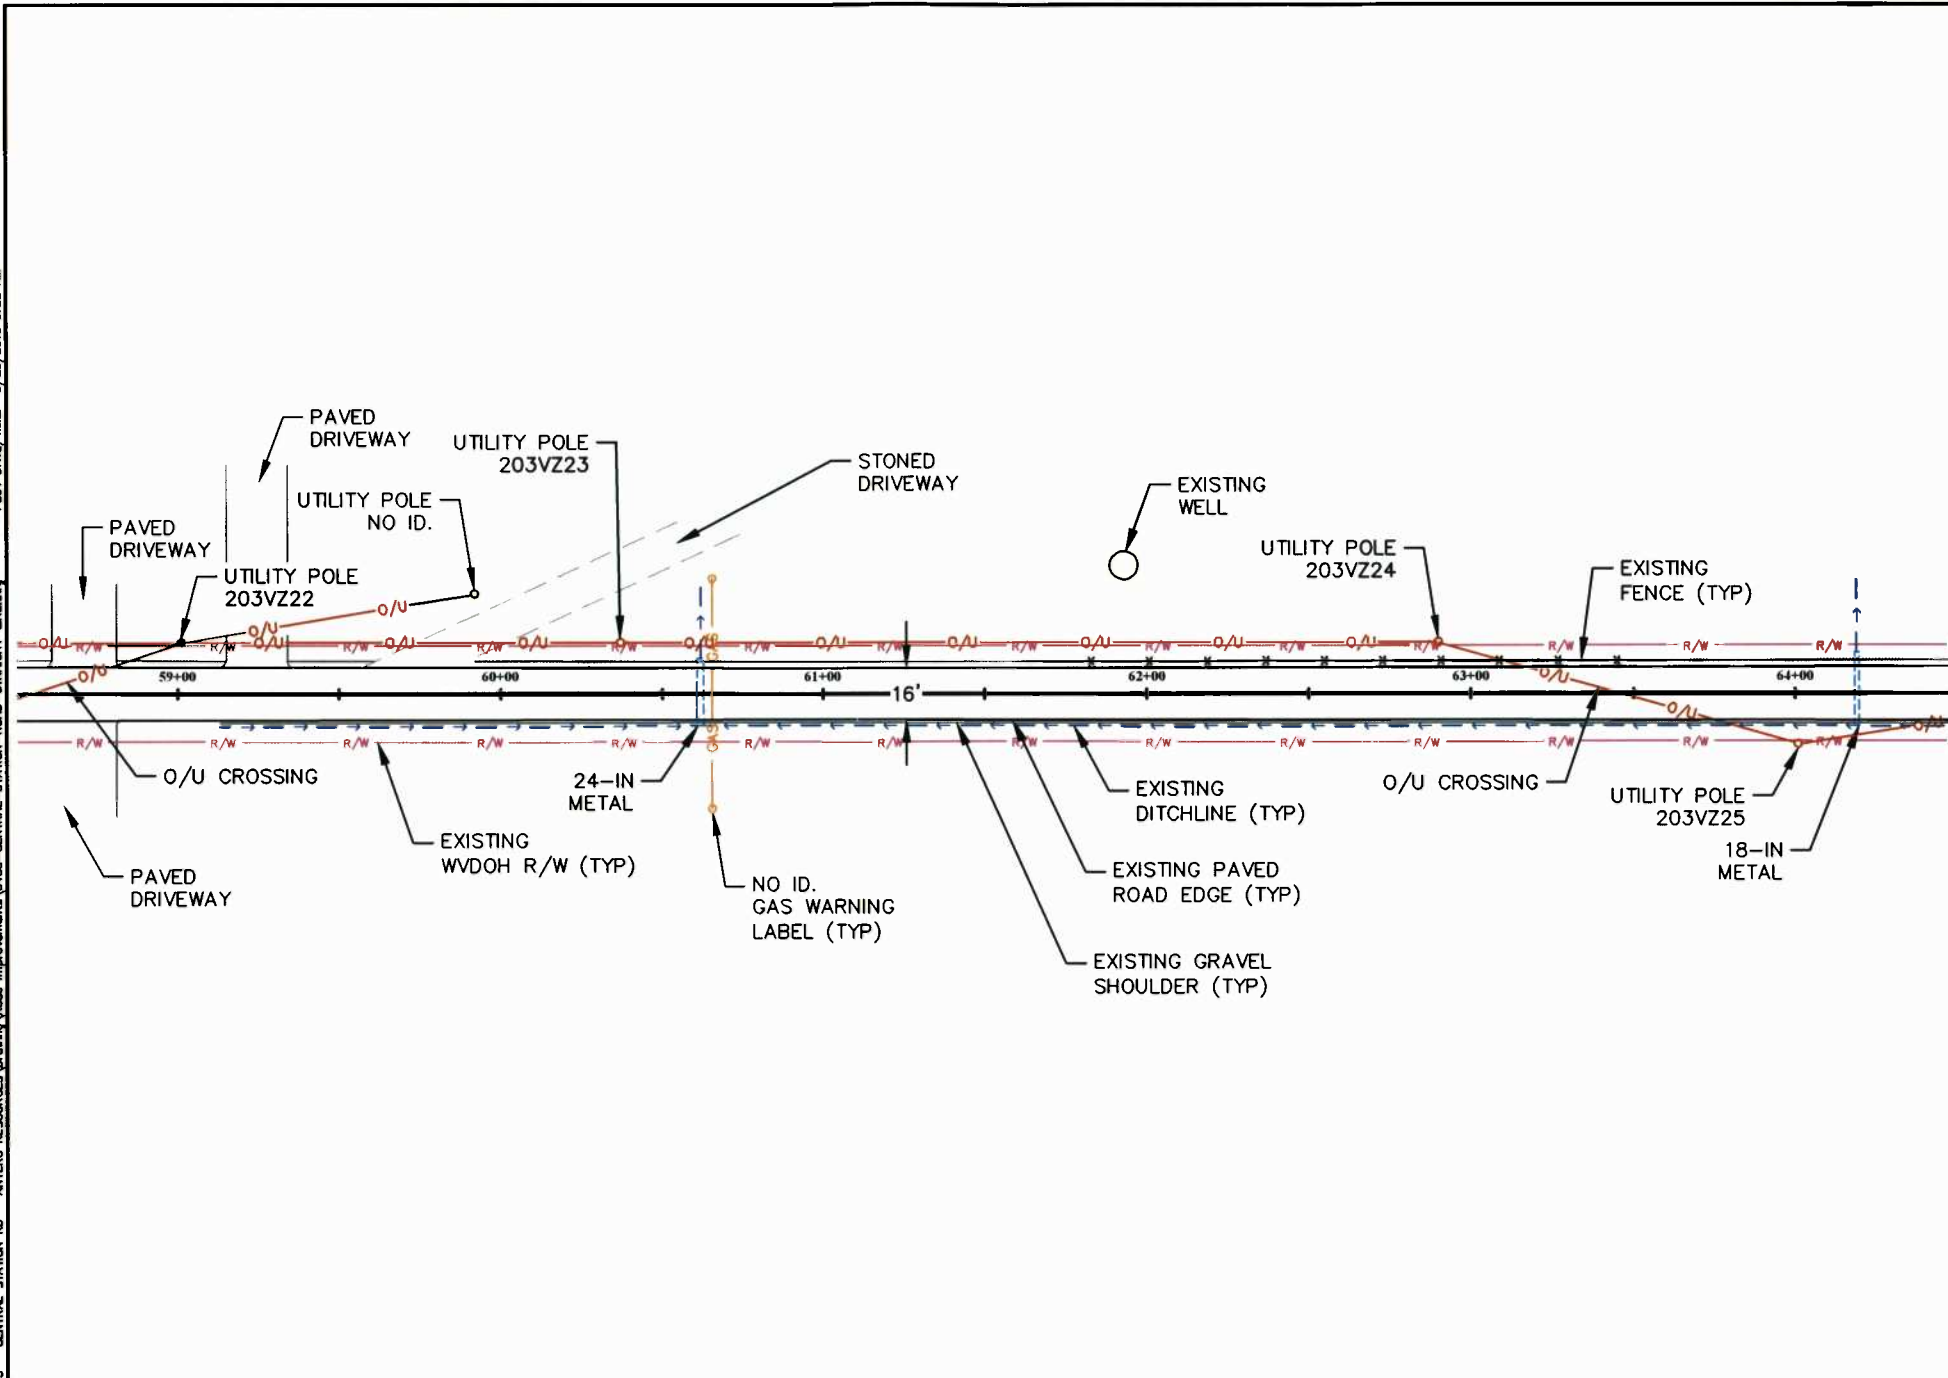 PAVED
DRIVEWAY
UTILITY POLE
203VZ23
STONED
DRIVEWAY
UTILITY POLE
NO ID.
EXISTING
WELL
PAVED
DRIVEWAY
UTILITY POLE
203VZ22
UTILITY POLE
203VZ24
EXISTING
FENCE (TYP)
O/U
O/U
O/U R/W R/W O/U R/W O/U R/W O/U R/W O/U R/W O/U R/W O/U R/W O/U R/W O/U R/W O/U R/W R/W R/W R/W
GAS
O/U
O/U
59+00 60+00 61+00 62+00 63+00 64+00
16'
O/U
O/U
GAS
R/W R/W R/W R/W R/W R/W R/W R/W R/W R/W R/W R/W R/W R/W
O/U CROSSING
24-IN
METAL
EXISTING
DITCHLINE (TYP)
O/U CROSSING
UTILITY POLE
203VZ25
EXISTING
WVDOH R/W (TYP)
18-IN
METAL
PAVED
DRIVEWAY
NO ID.
GAS WARNING
LABEL (TYP)
EXISTING PAVED
ROAD EDGE (TYP)
EXISTING GRAVEL
SHOULDER (TYP)